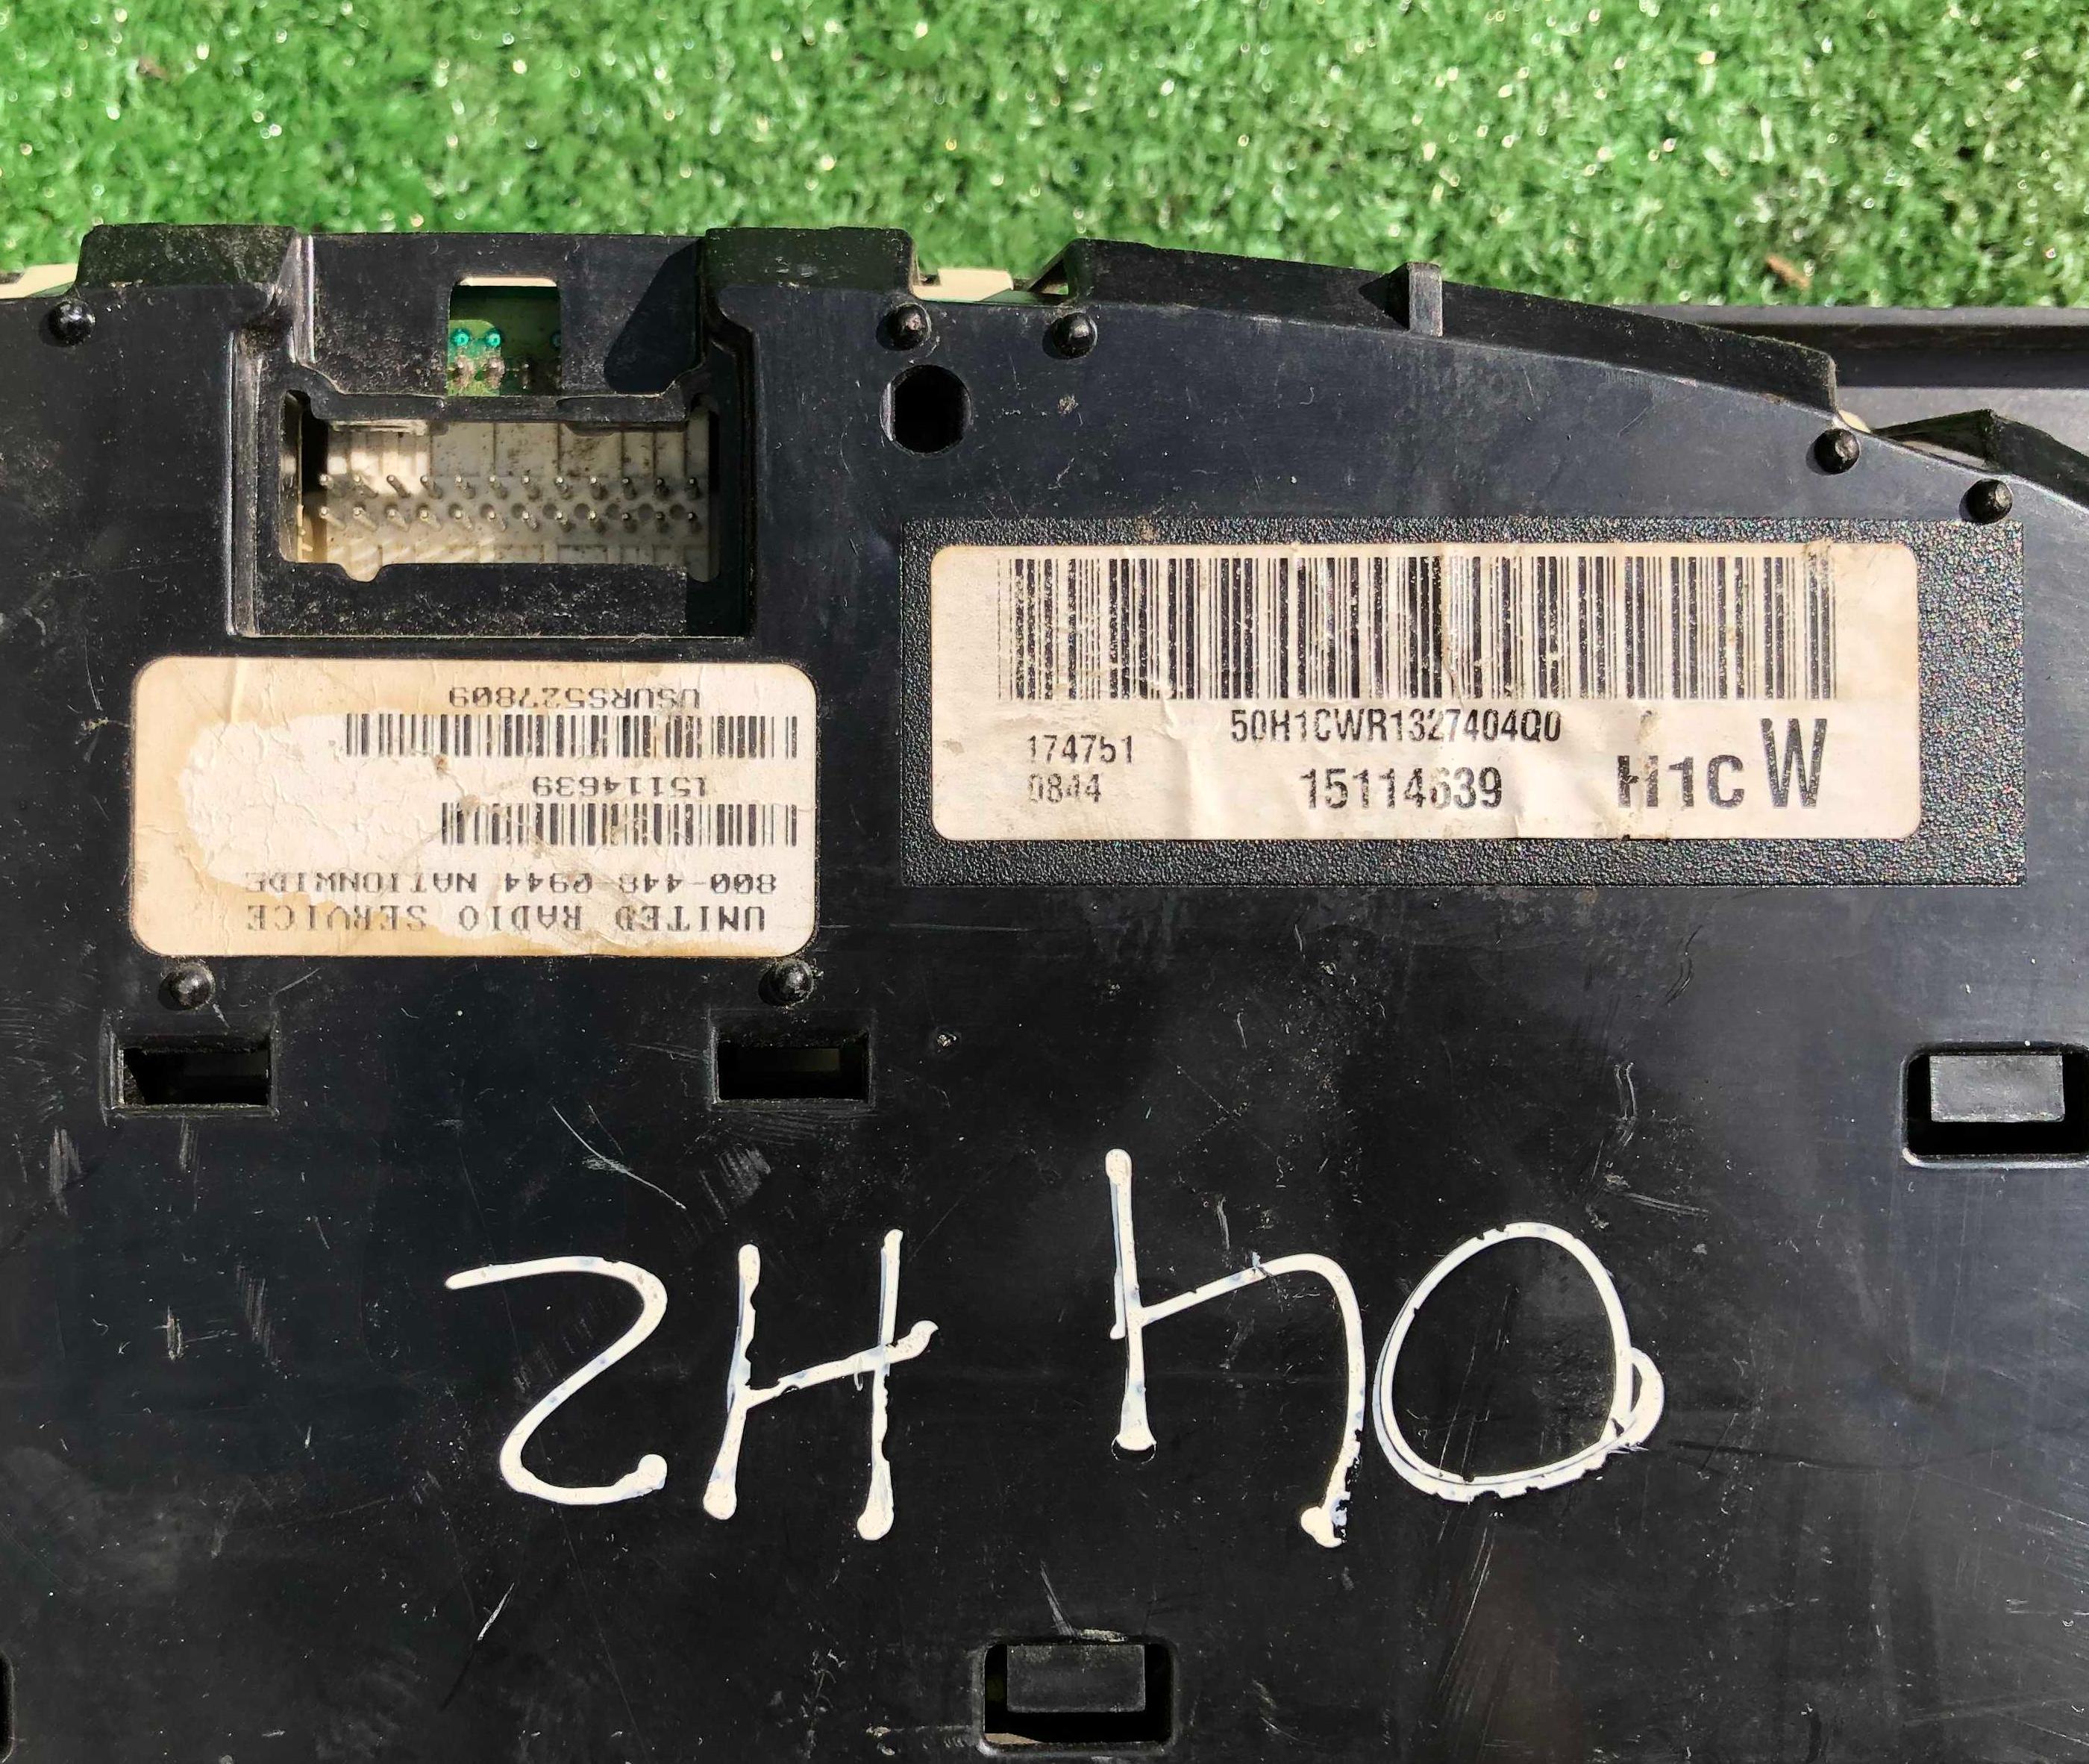 USURS527809
15114639
800-448-0944 NATIONWIDE
UNITED RADIO SERVICE
50H1CWR1327404Q0
174751
0844
15114639
H1C W
04 H2